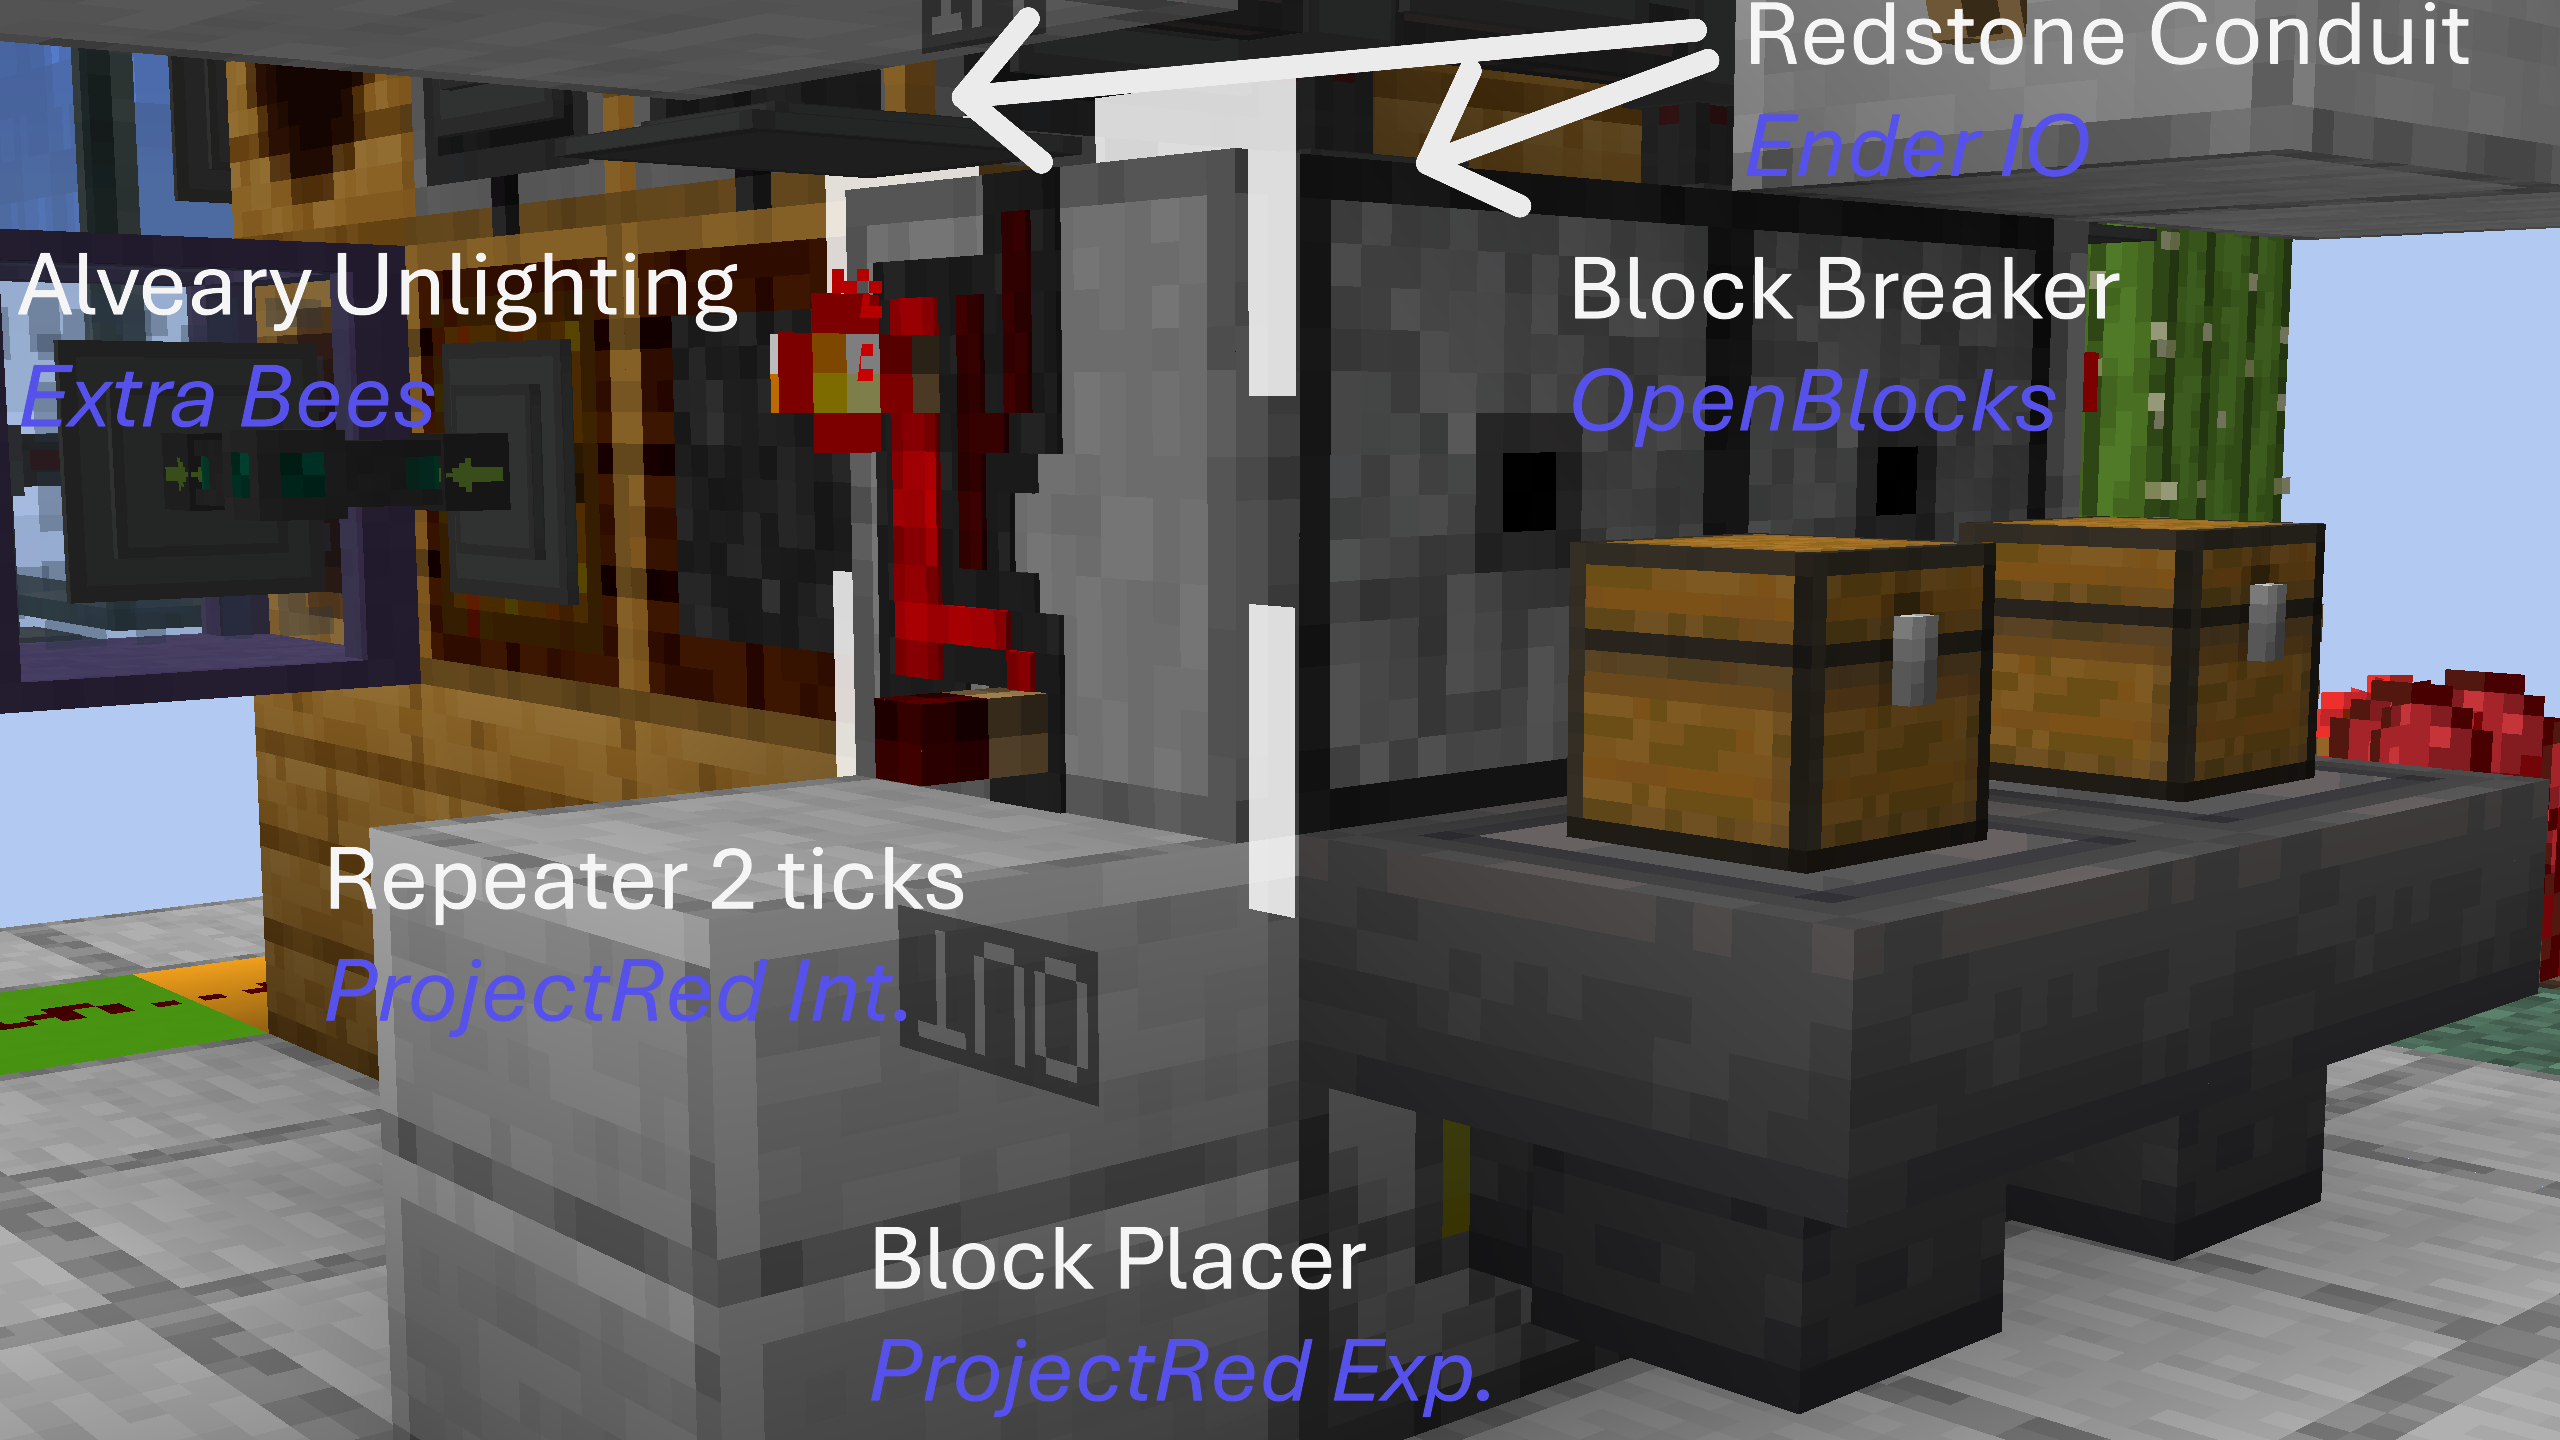 Redstone Conduit
Ender IO
Alveary Unlighting
Extra Bees
Block Breaker
OpenBlocks
Repeater 2 ticks
ProjectRed Int.
Block Placer
ProjectRed Exp.